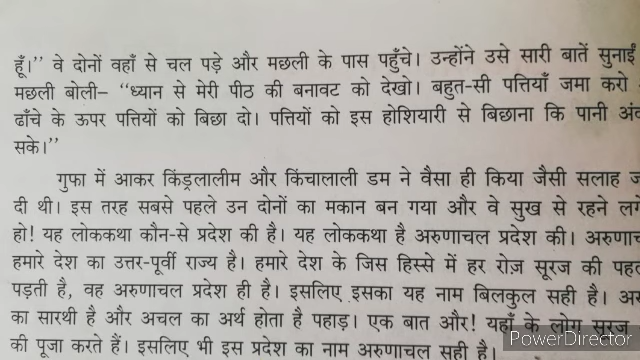 हूँ।” वे दोनों वहाँ से चल पड़े और मछली के पास पहुँचे। उन्होंने उसे सारी बातें सुनाईं
मछली बोली– “ध्यान से मेरी पीठ की बनावट को देखो। बहुत-सी पत्तियाँ जमा करो
ढाँचे के ऊपर पत्तियों को बिछा दो। पत्तियों को इस होशियारी से बिछाना कि पानी
सके।”
गुफा में आकर किंड्रलालीम और किंचालाली डम ने वैसा ही किया जैसी सलाह
दी थी। इस तरह सबसे पहले उन दोनों का मकान बन गया और वे सुख से रहने
हो! यह लोककथा कौन-से प्रदेश की है। यह लोककथा है अरुणाचल प्रदेश की।
हमारे देश का उत्तर-पूर्वी राज्य है। हमारे देश के जिस हिस्से में हर रोज़ सूरज की
पड़ती है, वह अरुणाचल प्रदेश ही है। इसलिए इसका यह नाम बिलकुल सही है।
का सारथी है और अचल का अर्थ होता है पहाड़। एक बात और! यहाँ के लोग सूरज
की पूजा करते हैं। इसलिए भी इस प्रदेश का नाम अरुणाचल सही है।
PowerDirector